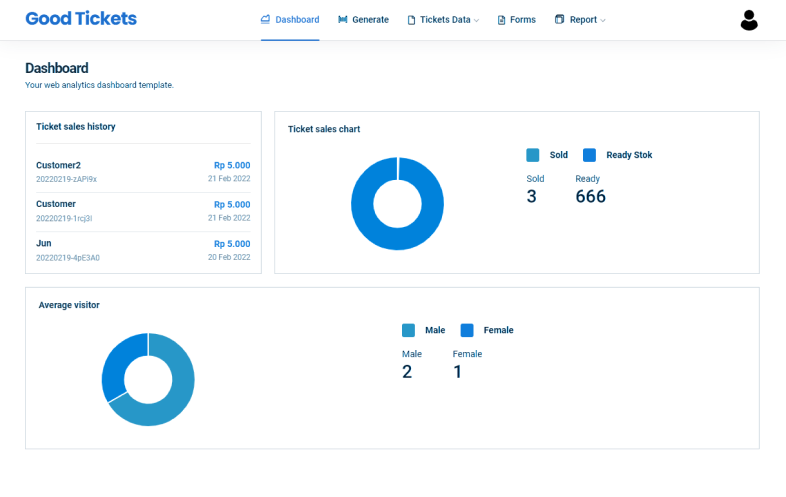 Good Tickets
Dashboard
Generate
Tickets Data
Forms
Report
Dashboard
Your web analytics dashboard template.
Ticket sales history
Customer2 Rp 5.000
20220219-zAPi9x 21 Feb 2022
Customer Rp 5.000
20220219-1rcj3I 21 Feb 2022
Jun Rp 5.000
20220219-4pE3A0 20 Feb 2022
Ticket sales chart
Sold Ready Stok
Sold Ready
3 666
Average visitor
Male Female
Male Female
2 1